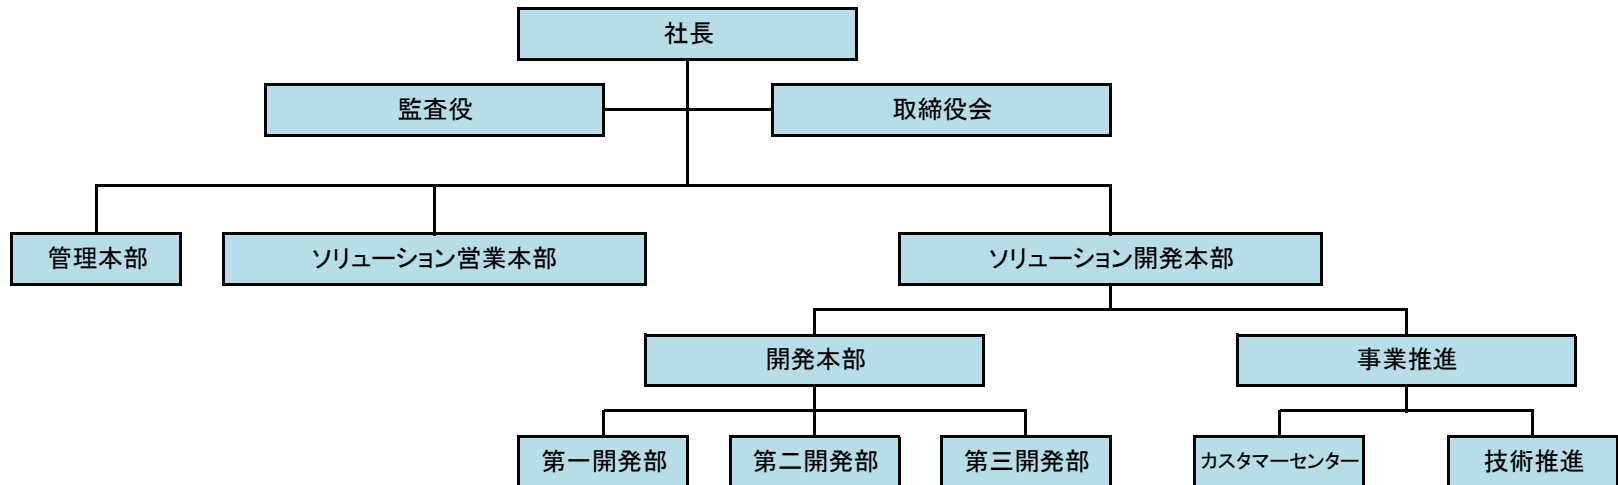 社長
監査役
取締役会
管理本部
ソリューション営業本部
ソリューション開発本部
開発本部
事業推進
第一開発部
第二開発部
第三開発部
カスタマーセンター
技術推進